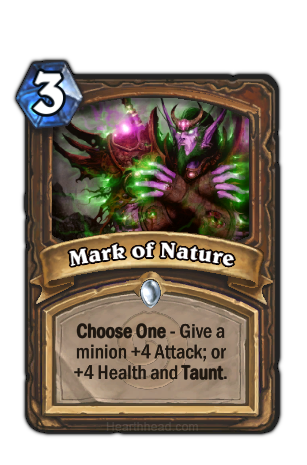 3
Mark of Nature
Choose One - Give a
minion +4 Attack; or
+4 Health and Taunt.
Hearthhead.com